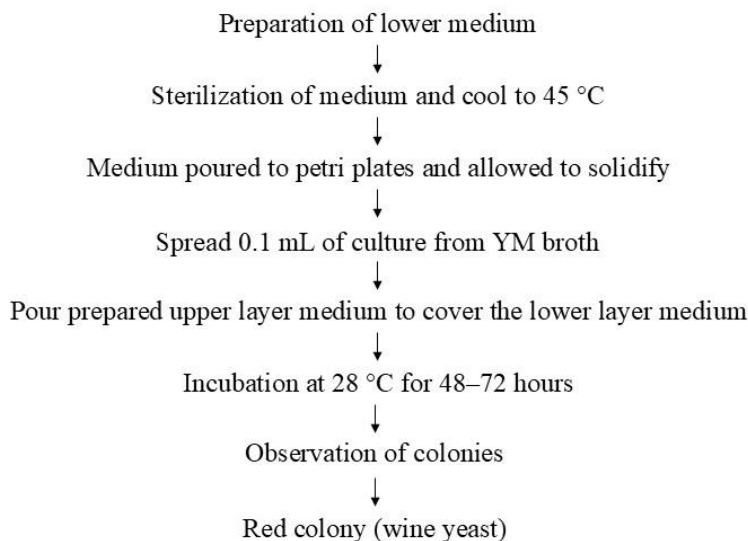 Preparation of lower medium
Sterilization of medium and cool to 45 °C
Medium poured to petri plates and allowed to solidify
Spread 0.1 mL of culture from YM broth
Pour prepared upper layer medium to cover the lower layer medium
Incubation at 28 °C for 48–72 hours
Observation of colonies
Red colony (wine yeast)